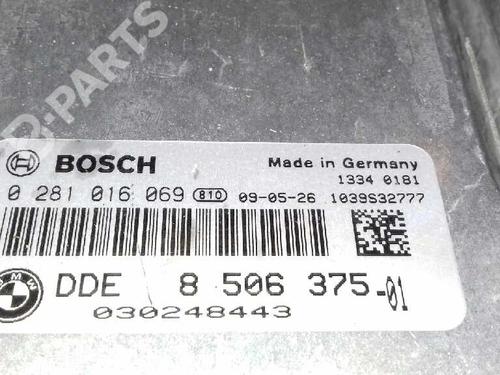 B-PARTS
BOSCH
Made in Germany
1334 0181
0 281 016 069 810 09-05-26 1039S32777
BMW
DDE 8 506 375-01
030248443